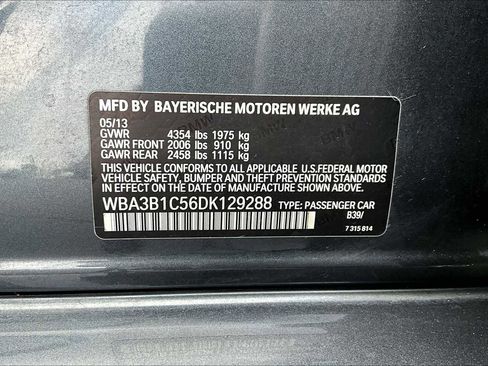 MFD BY BAYERISCHE MOTOREN WERKE AG
05/13
GVWR 4354 lbs 1975 kg
GAWR FRONT 2006 lbs 910 kg
GAWR REAR 2458 lbs 1115 kg
THIS VEHICLE CONFORMS TO ALL APPLICABLE U.S.FEDERAL MOTOR
VEHICLE SAFETY, BUMPER AND THEFT PREVENTION STANDARDS
IN EFFECT ON THE DATE OF MANUFACTURE SHOWN ABOVE.
WBA3B1C56DK129288 TYPE: PASSENGER CAR
B39/
7 315 814